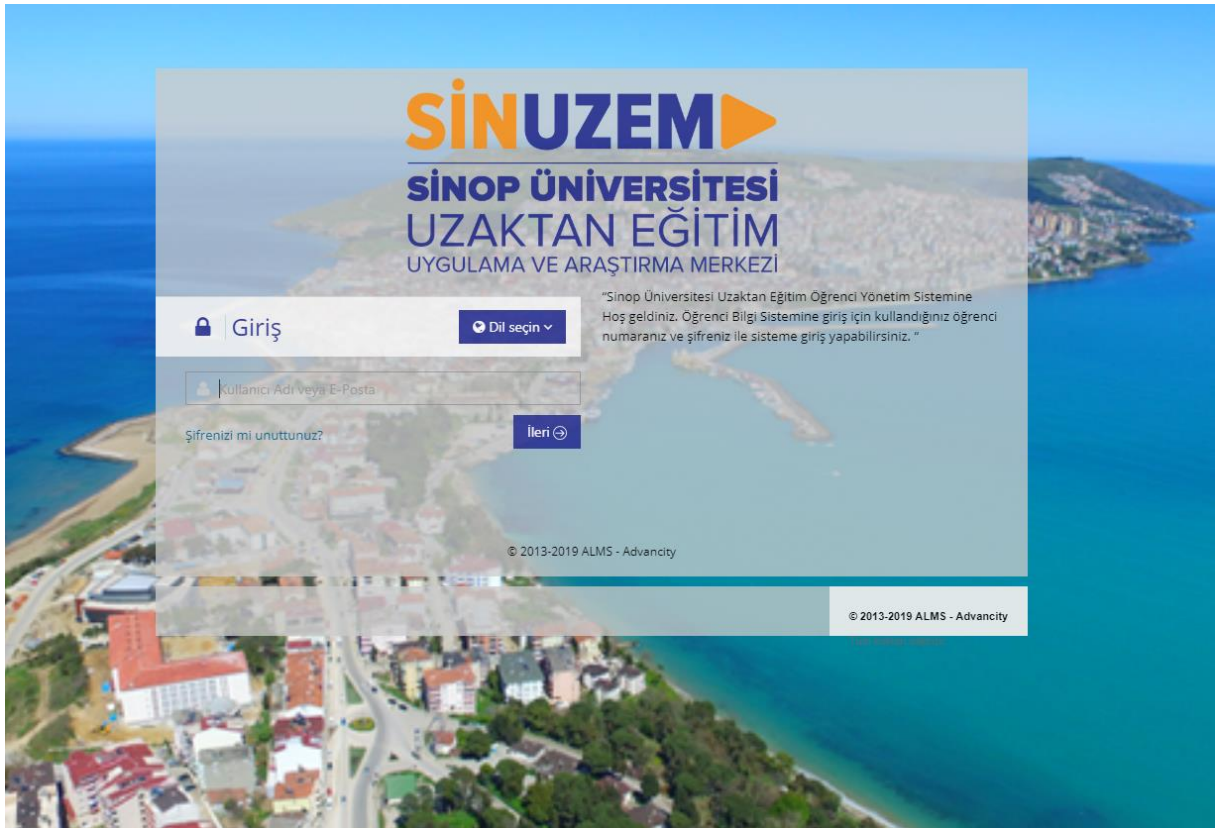 SİNUZEM
SİNOP ÜNİVERSİTESİ
UZAKTAN EĞİTİM
UYGULAMA VE ARAŞTIRMA MERKEZİ
Giriş
Dil seçin
Kullanıcı Adı veya E-Posta
Şifrenizi mi unuttunuz?
İleri
"Sinop Üniversitesi Uzaktan Eğitim Öğrenci Yönetim Sistemine
Hoş geldiniz. Öğrenci Bilgi Sistemine giriş için kullandığınız öğrenci
numaranız ve şifreniz ile sisteme giriş yapabilirsiniz. "
© 2013-2019 ALMS - Advancity
© 2013-2019 ALMS - Advancity